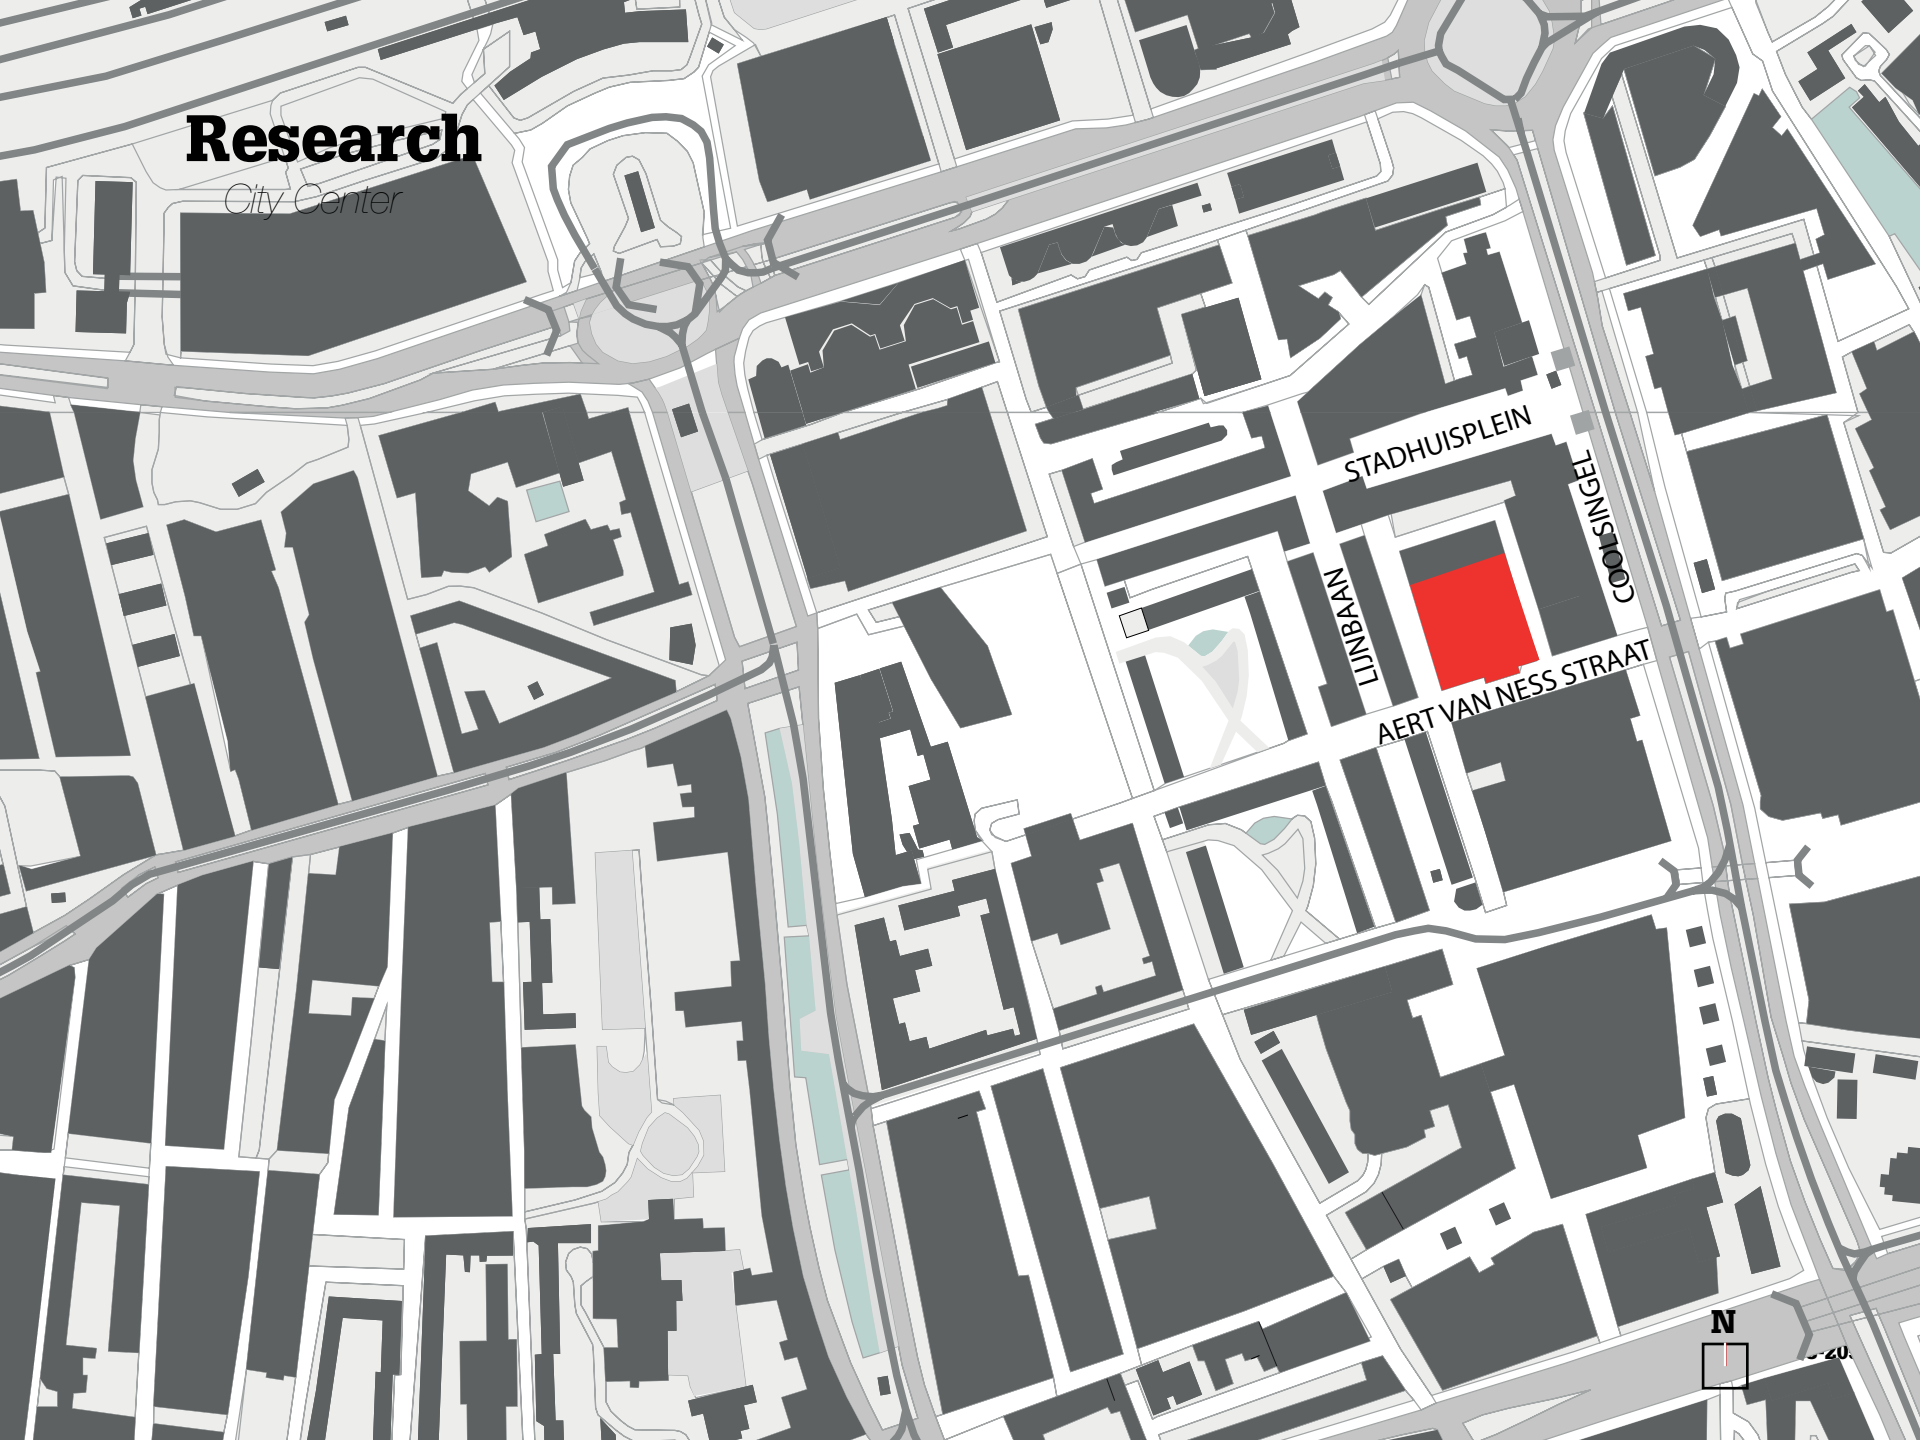 Research
City Center
STADHUISPLEIN
COOLSINGEL
LIJNBAAN
AERT VAN NESS STRAAT
N